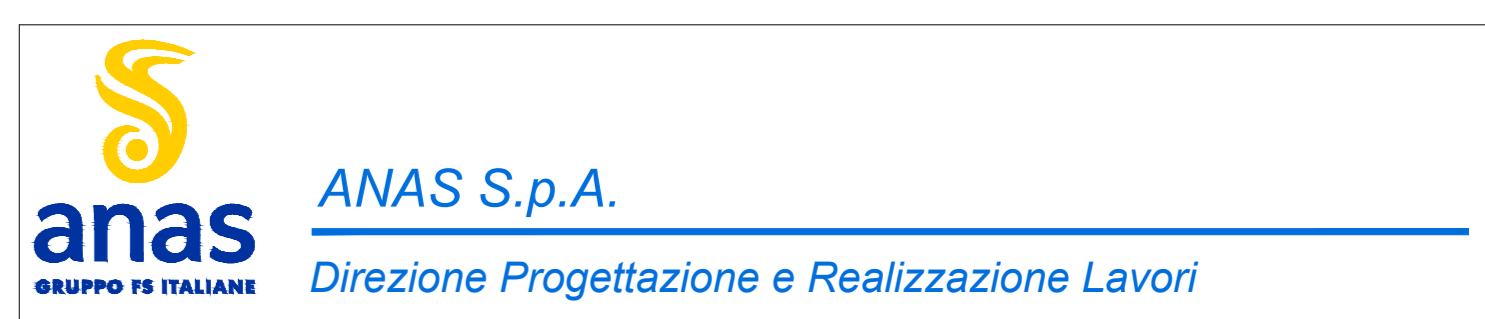 anas
GRUPPO FS ITALIANE
ANAS S.p.A.
Direzione Progettazione e Realizzazione Lavori